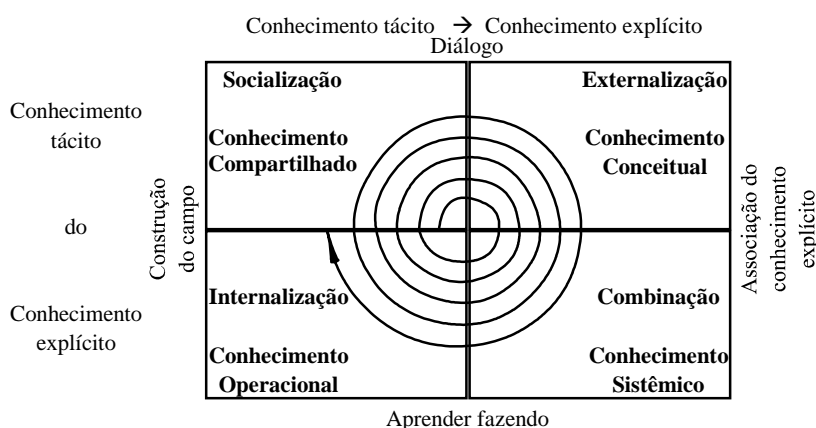 Conhecimento tácito → Conhecimento explícito
Diálogo
Socialização
Externalização
Conhecimento
tácito
Conhecimento
Compartilhado
Conhecimento
Conceitual
do
Construção
do campo
Associação do
conhecimento
explícito
Internalização
Combinação
Conhecimento
explícito
Conhecimento
Operacional
Conhecimento
Sistêmico
Aprender fazendo